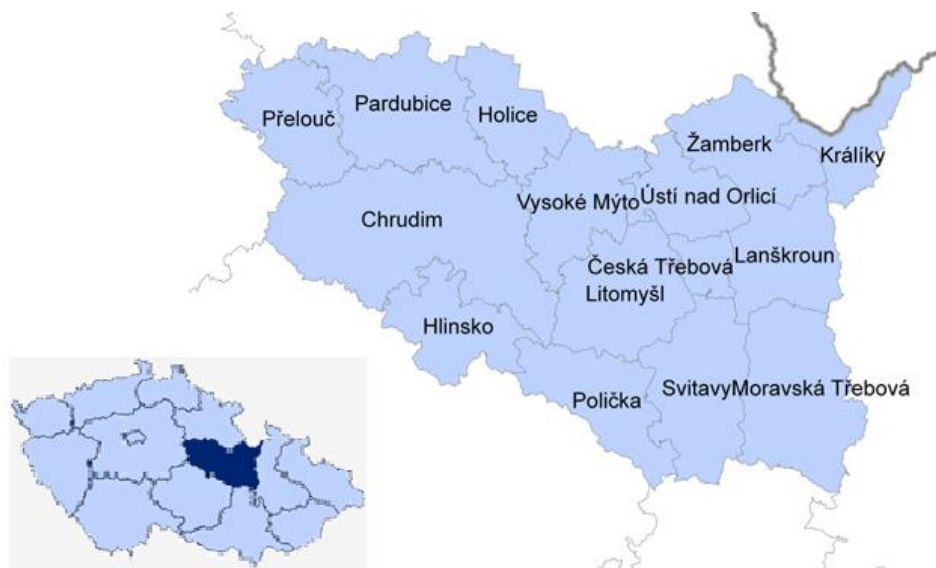 Přelouč
Pardubice
Holice
Žamberk
Králíky
Chrudim
Vysoké Mýto
Ústí nad Orlicí
Česká Třebová
Lanškroun
Litomyšl
Hlinsko
Polička
Svitavy
Moravská Třebová